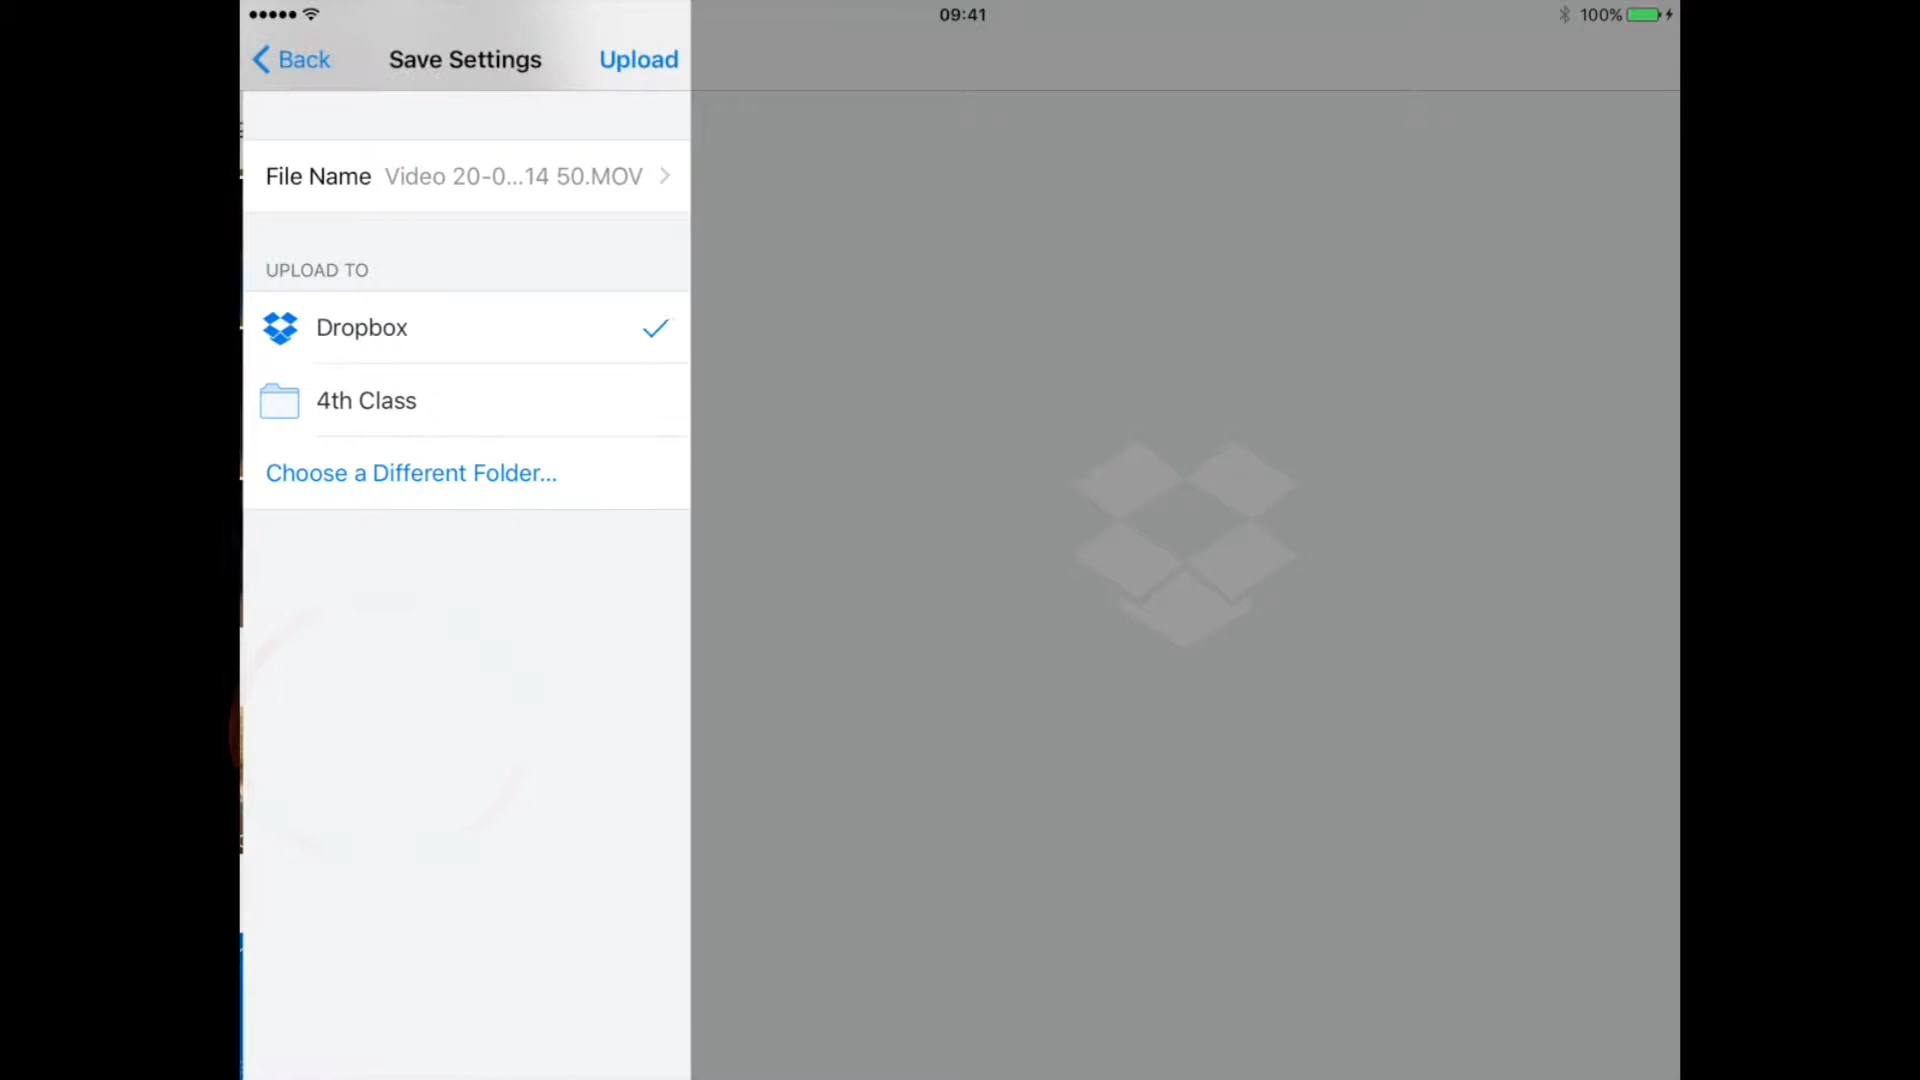 09:41
100%
Back
Save Settings
Upload
File Name
Video 20-0...14 50.MOV
UPLOAD TO
Dropbox
4th Class
Choose a Different Folder...